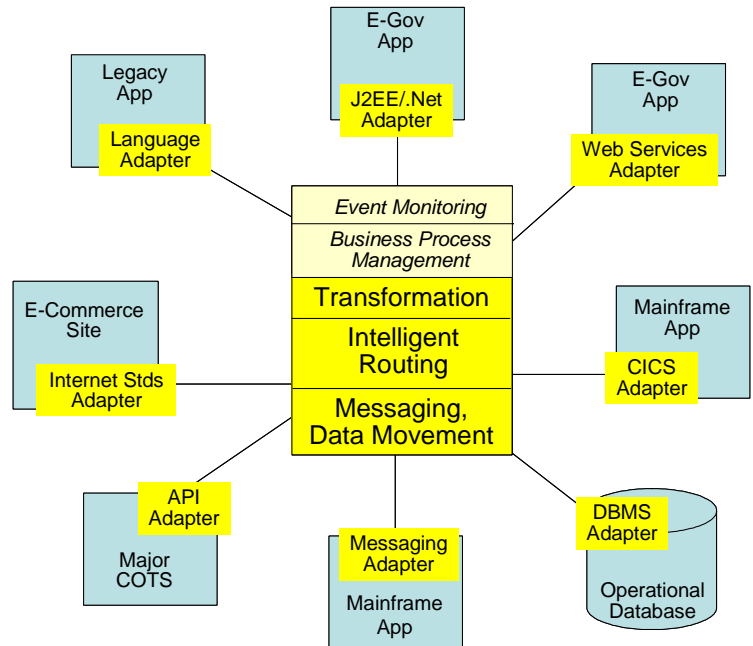 E-Gov
App
J2EE/.Net
Adapter
Legacy
App
Language
Adapter
E-Gov
App
Web Services
Adapter
Event Monitoring
Business Process
Management
Transformation
Intelligent
Routing
Messaging,
Data Movement
E-Commerce
Site
Internet Stds
Adapter
Mainframe
App
CICS
Adapter
API
Adapter
Major
COTS
Messaging
Adapter
Mainframe
App
DBMS
Adapter
Operational
Database